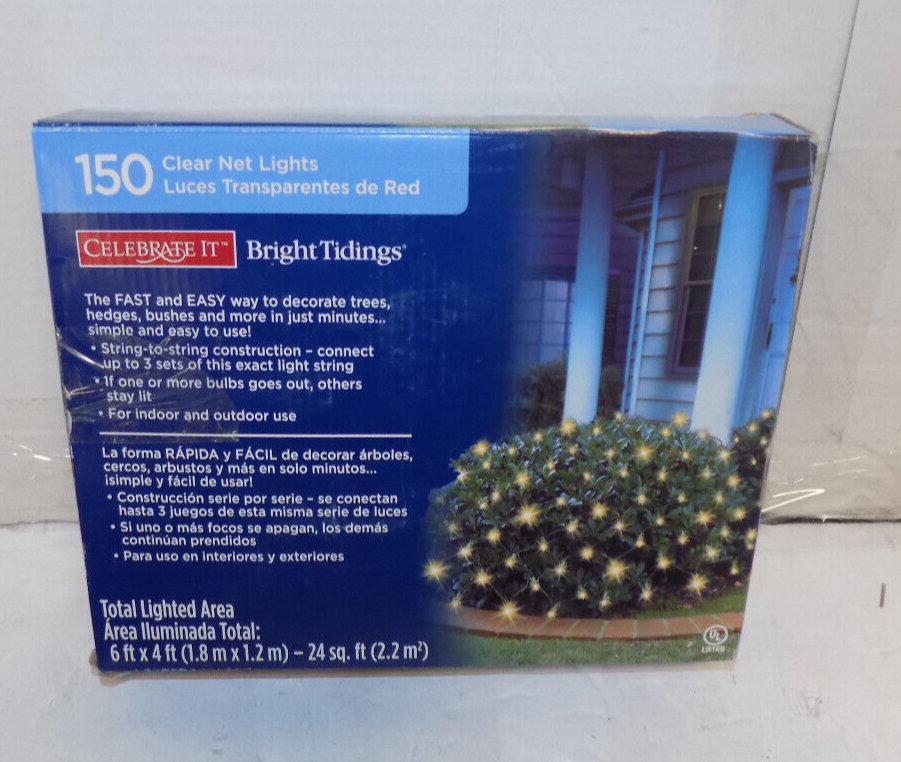 150 Clear Net Lights
Luces Transparentes de Red
CELEBRATE IT™ Bright Tidings®
The FAST and EASY way to decorate trees,
hedges, bushes and more in just minutes...
simple and easy to use!
• String-to-string construction – connect
up to 3 sets of this exact light string
• If one or more bulbs goes out, others
stay lit
• For indoor and outdoor use
La forma RÁPIDA y FÁCIL de decorar árboles,
cercos, arbustos y más en solo minutos...
¡simple y fácil de usar!
• Construcción serie por serie – se conectan
hasta 3 juegos de esta misma serie de luces
• Si uno o más focos se apagan, los demás
continúan prendidos
• Para uso en interiores y exteriores
Total Lighted Area
Área Iluminada Total:
6 ft x 4 ft (1.8 m x 1.2 m) – 24 sq. ft (2.2 m²)
UL
LISTED